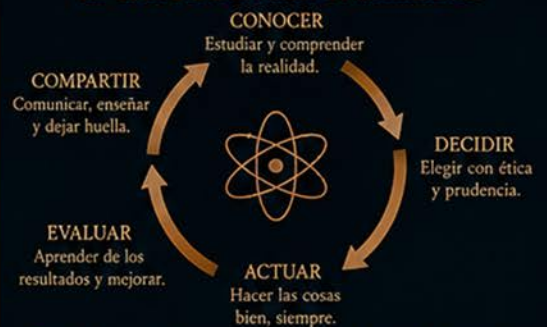 CONOCER
Estudiar y comprender
la realidad.
DECIDIR
Elegir con ética
y prudencia.
ACTUAR
Hacer las cosas
bien, siempre.
EVALUAR
Aprender de los
resultados y mejorar.
COMPARTIR
Comunicar, enseñar
y dejar huella.